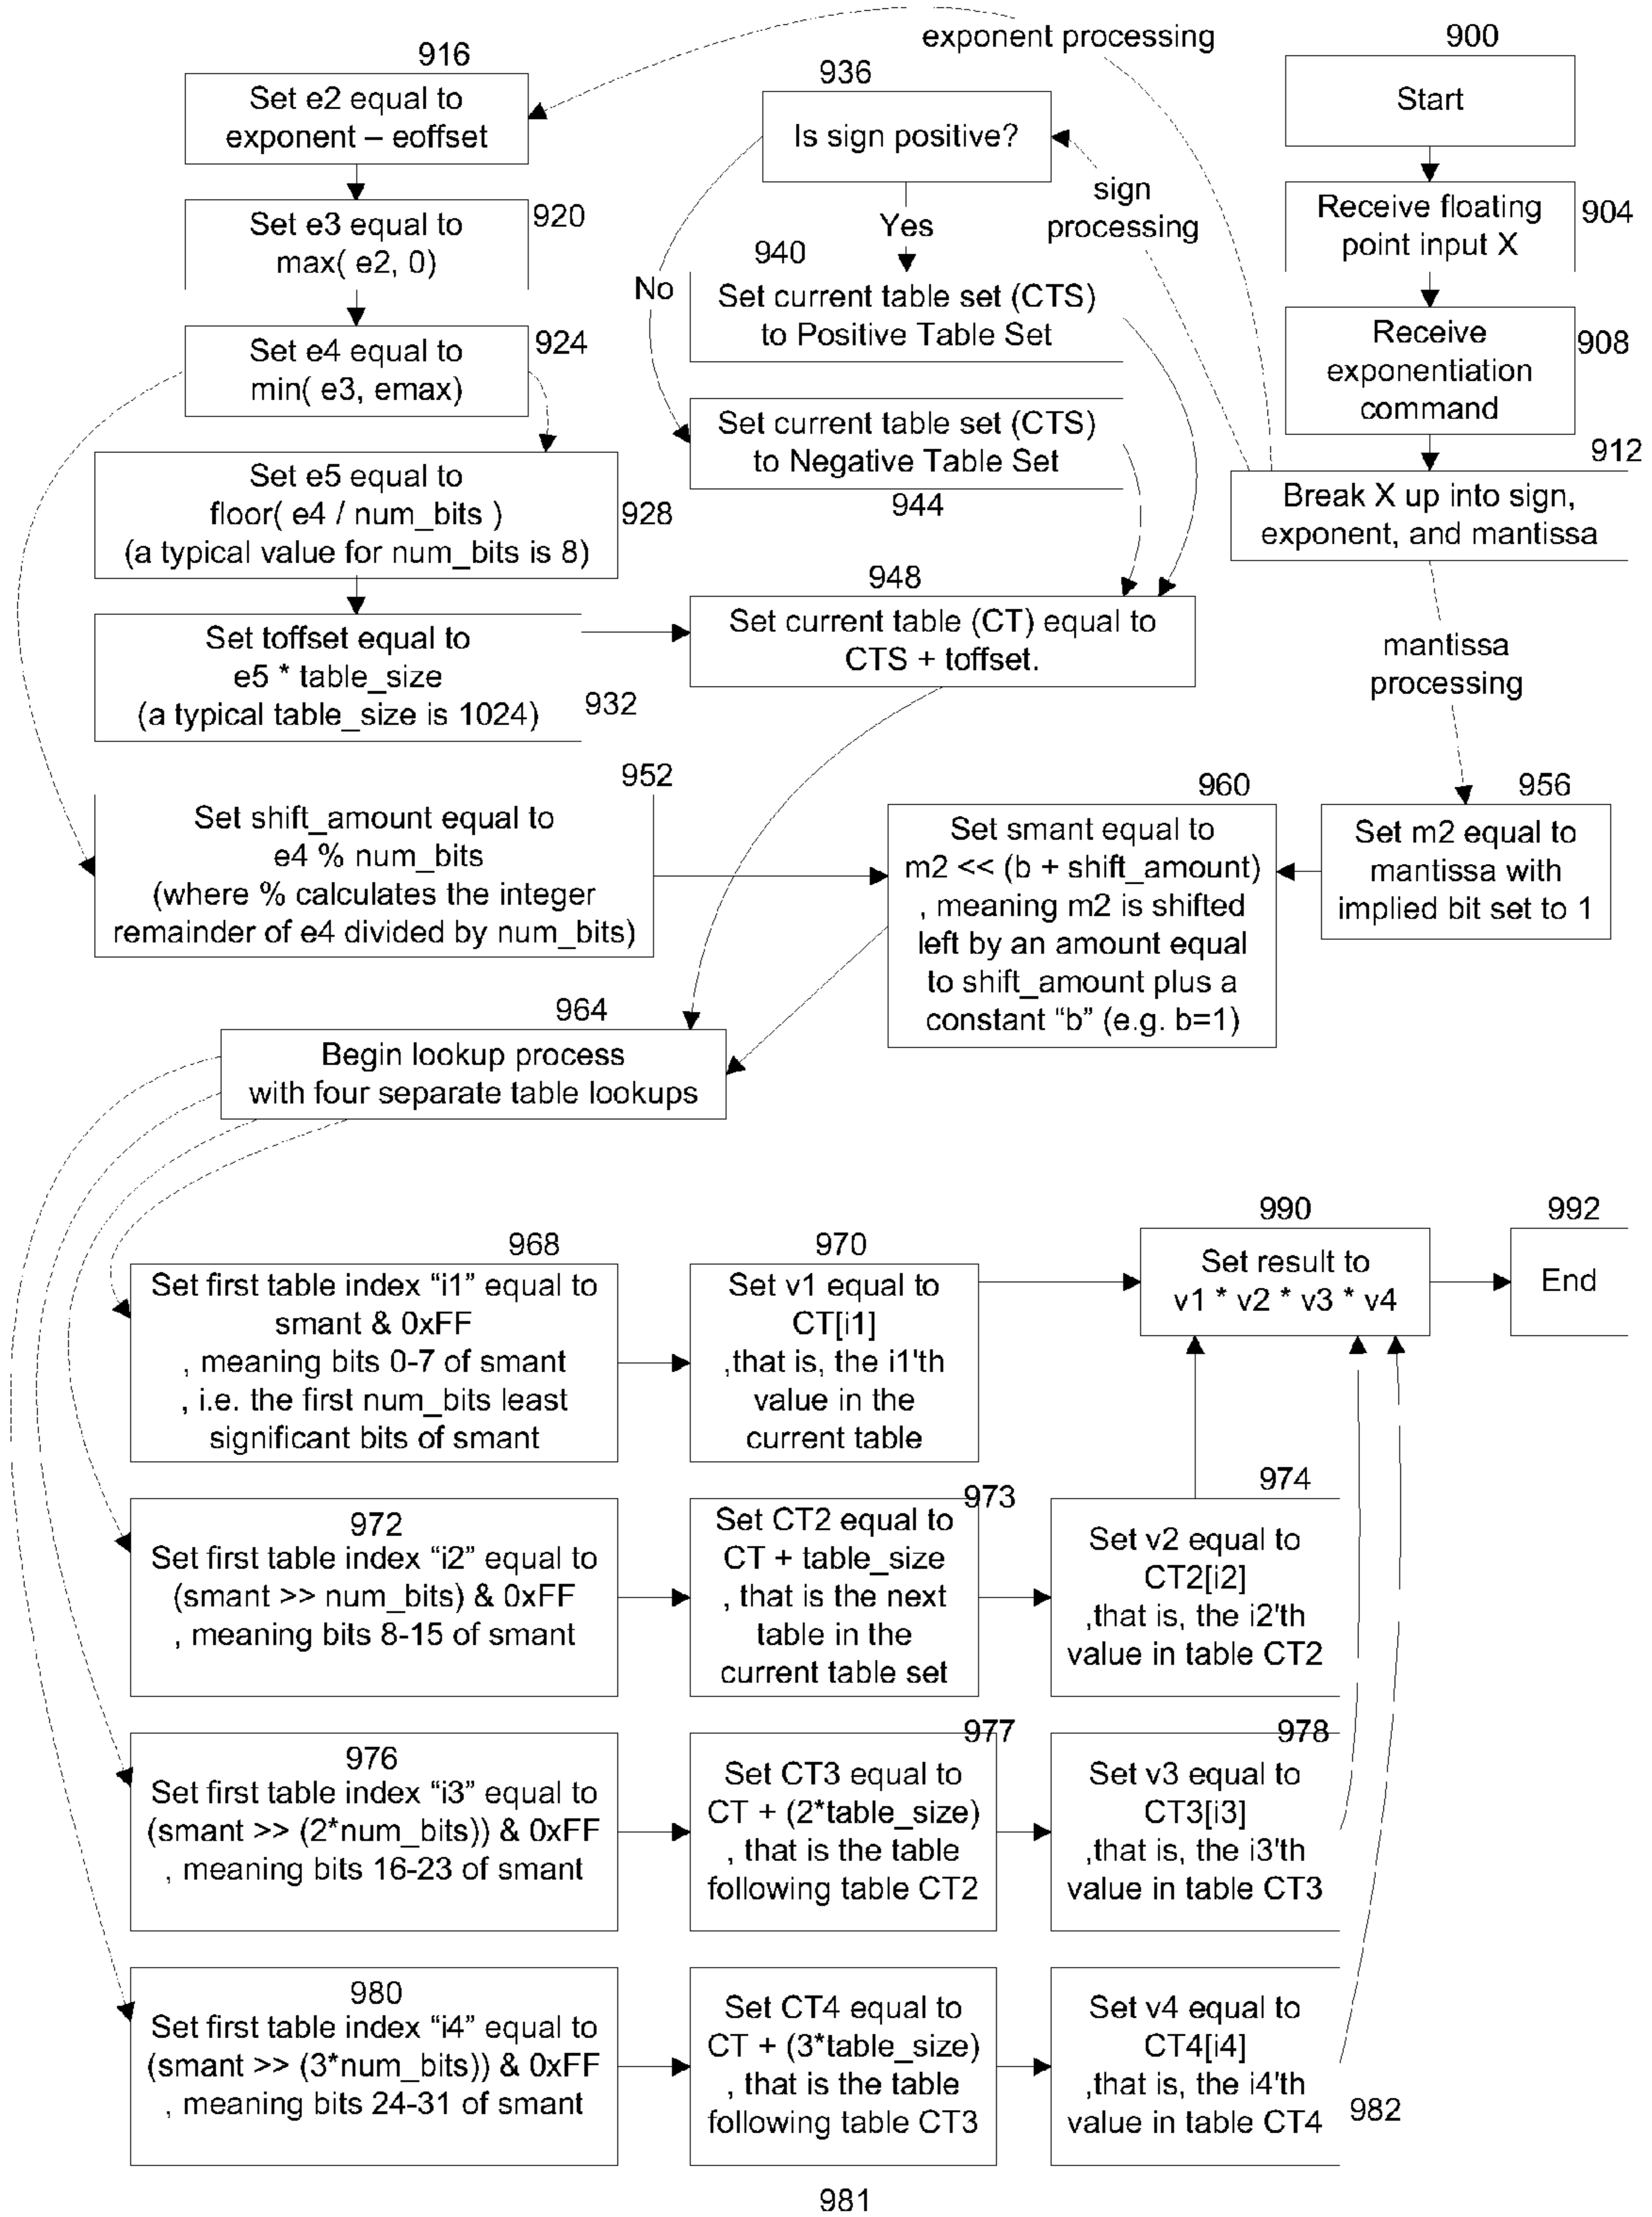 900
Start
Receive floating
point input X
904
Receive
exponentiation
command
908
912
Break X up into sign,
exponent, and mantissa
exponent processing
sign
processing
mantissa
processing
916
Set e2 equal to
exponent – eoffset
Set e3 equal to
max( e2, 0)
920
Set e4 equal to
min( e3, emax)
924
Set e5 equal to
floor( e4 / num_bits )
(a typical value for num_bits is 8)
928
Set toffset equal to
e5 * table_size
(a typical table_size is 1024)
932
936
Is sign positive?
Yes
No
940
Set current table set (CTS)
to Positive Table Set
Set current table set (CTS)
to Negative Table Set
944
948
Set current table (CT) equal to
CTS + toffset.
952
Set shift_amount equal to
e4 % num_bits
(where % calculates the integer
remainder of e4 divided by num_bits)
956
Set m2 equal to
mantissa with
implied bit set to 1
960
Set smant equal to
m2 << (b + shift_amount)
, meaning m2 is shifted
left by an amount equal
to shift_amount plus a
constant “b” (e.g. b=1)
964
Begin lookup process
with four separate table lookups
968
Set first table index “i1” equal to
smant & 0xFF
, meaning bits 0-7 of smant
, i.e. the first num_bits least
significant bits of smant
970
Set v1 equal to
CT[i1]
,that is, the i1'th
value in the
current table
990
Set result to
v1 * v2 * v3 * v4
992
End
972
Set first table index “i2” equal to
(smant >> num_bits) & 0xFF
, meaning bits 8-15 of smant
973
Set CT2 equal to
CT + table_size
, that is the next
table in the
current table set
974
Set v2 equal to
CT2[i2]
,that is, the i2'th
value in table CT2
976
Set first table index “i3” equal to
(smant >> (2*num_bits)) & 0xFF
, meaning bits 16-23 of smant
977
Set CT3 equal to
CT + (2*table_size)
, that is the table
following table CT2
978
Set v3 equal to
CT3[i3]
,that is, the i3'th
value in table CT3
980
Set first table index “i4” equal to
(smant >> (3*num_bits)) & 0xFF
, meaning bits 24-31 of smant
Set CT4 equal to
CT + (3*table_size)
, that is the table
following table CT3
981
Set v4 equal to
CT4[i4]
,that is, the i4'th
value in table CT4
982